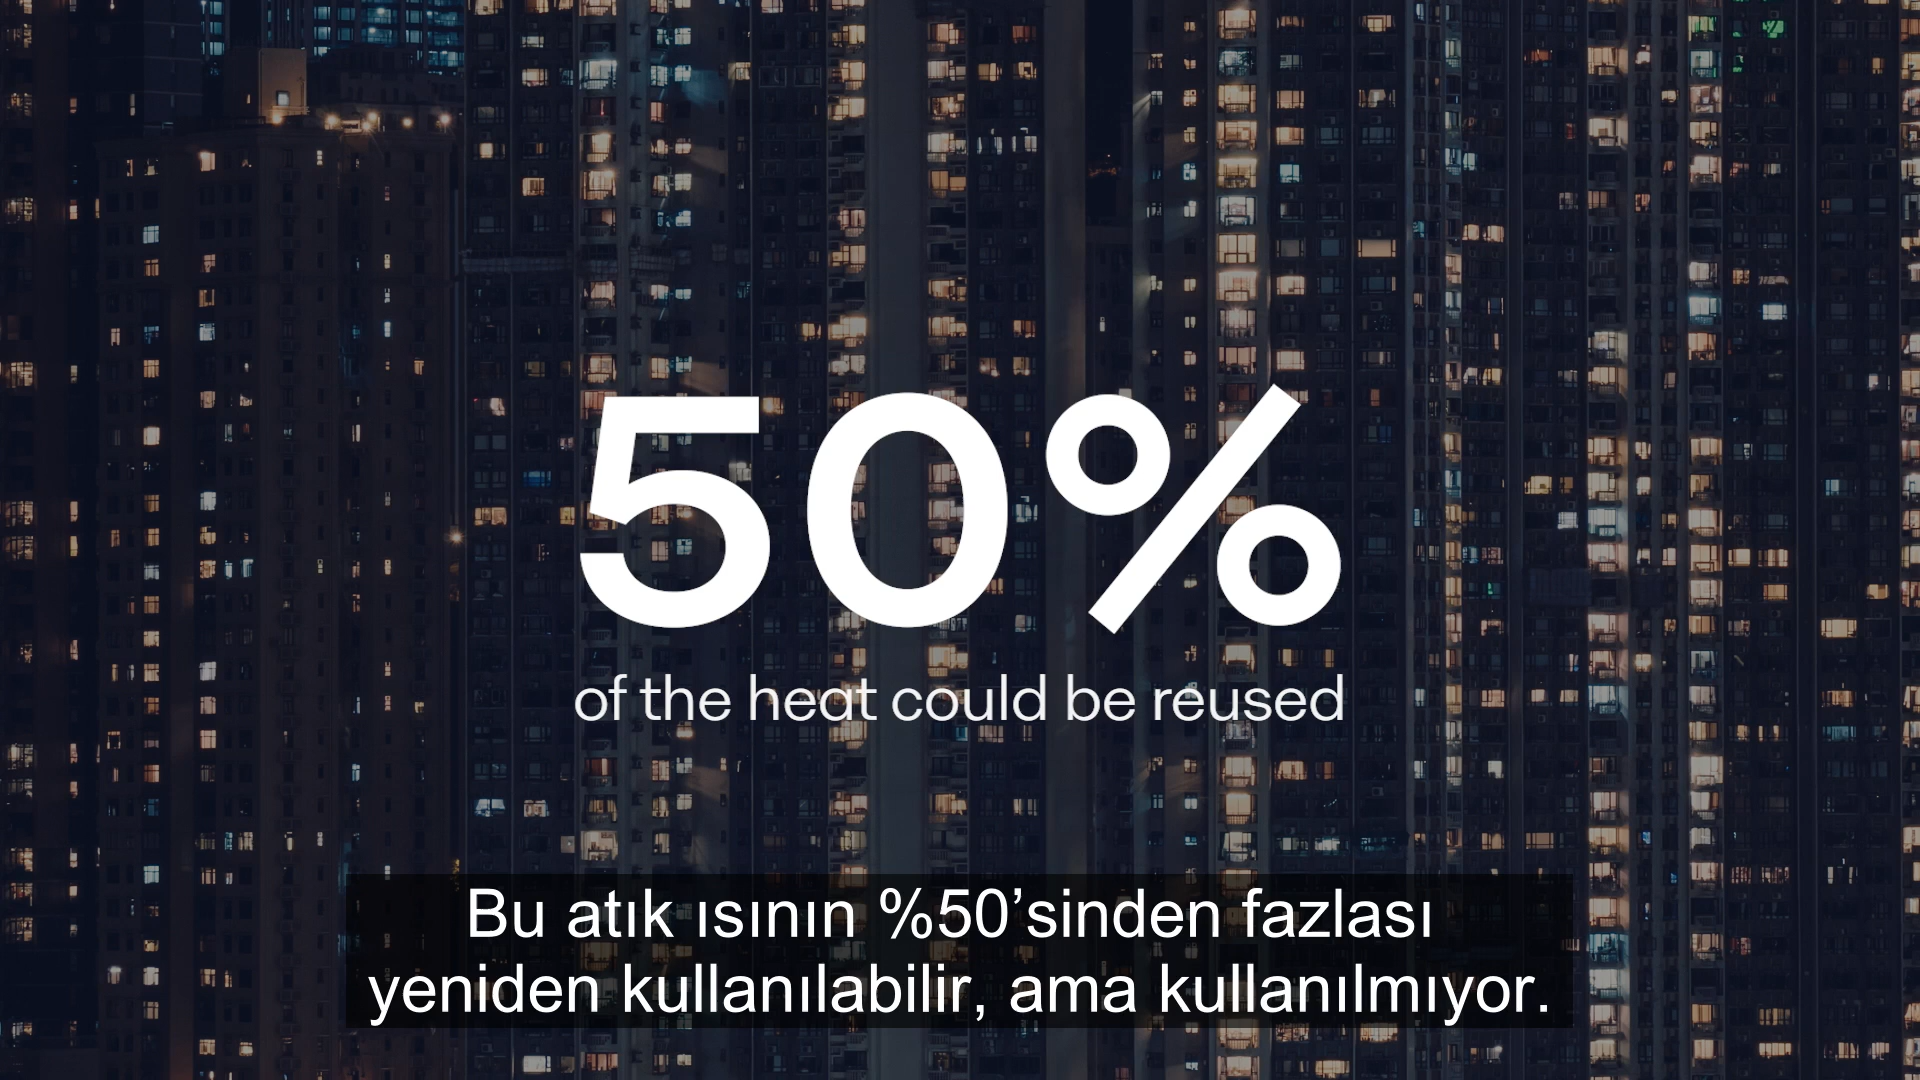 50%
of the heat could be reused
Bu atık ısının %50’sinden fazlası
yeniden kullanılabilir, ama kullanılmıyor.